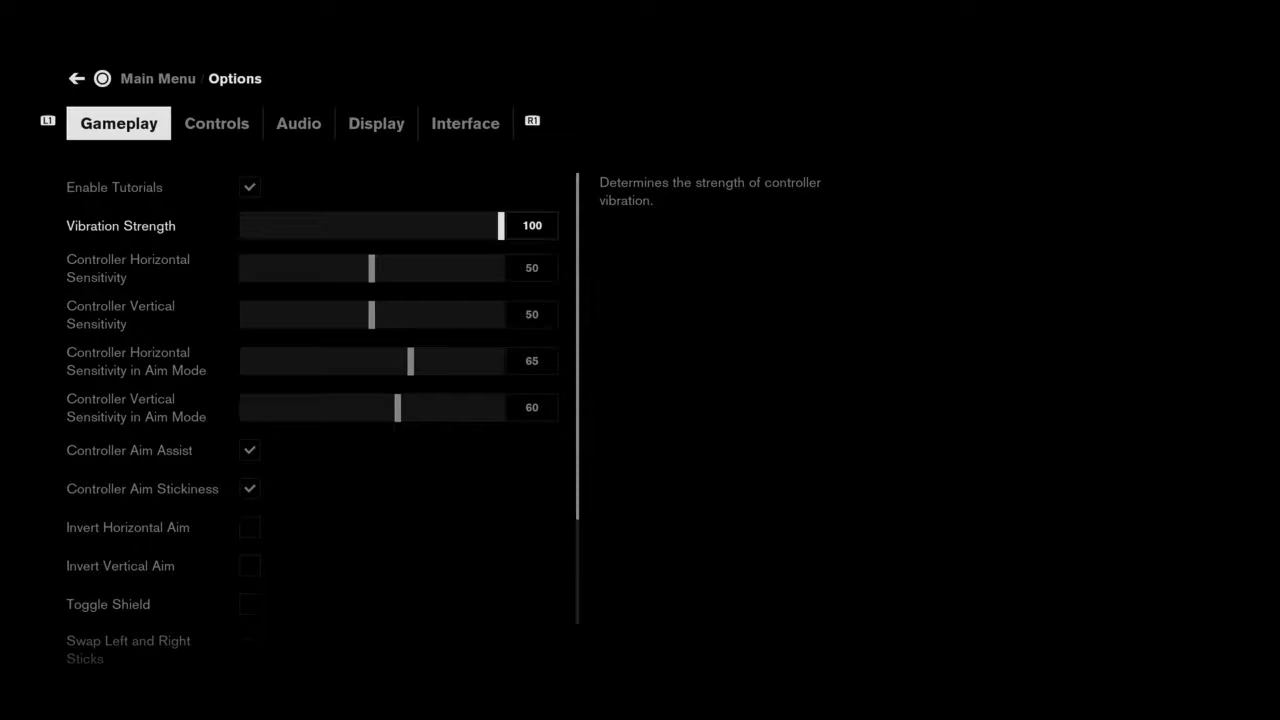 Main Menu / Options
L1 Gameplay Controls Audio Display Interface R1
Enable Tutorials
Determines the strength of controller
vibration.
Vibration Strength 100
Controller Horizontal
Sensitivity
50
Controller Vertical
Sensitivity
50
Controller Horizontal
Sensitivity in Aim Mode
65
Controller Vertical
Sensitivity in Aim Mode
60
Controller Aim Assist
Controller Aim Stickiness
Invert Horizontal Aim
Invert Vertical Aim
Toggle Shield
Swap Left and Right
Sticks